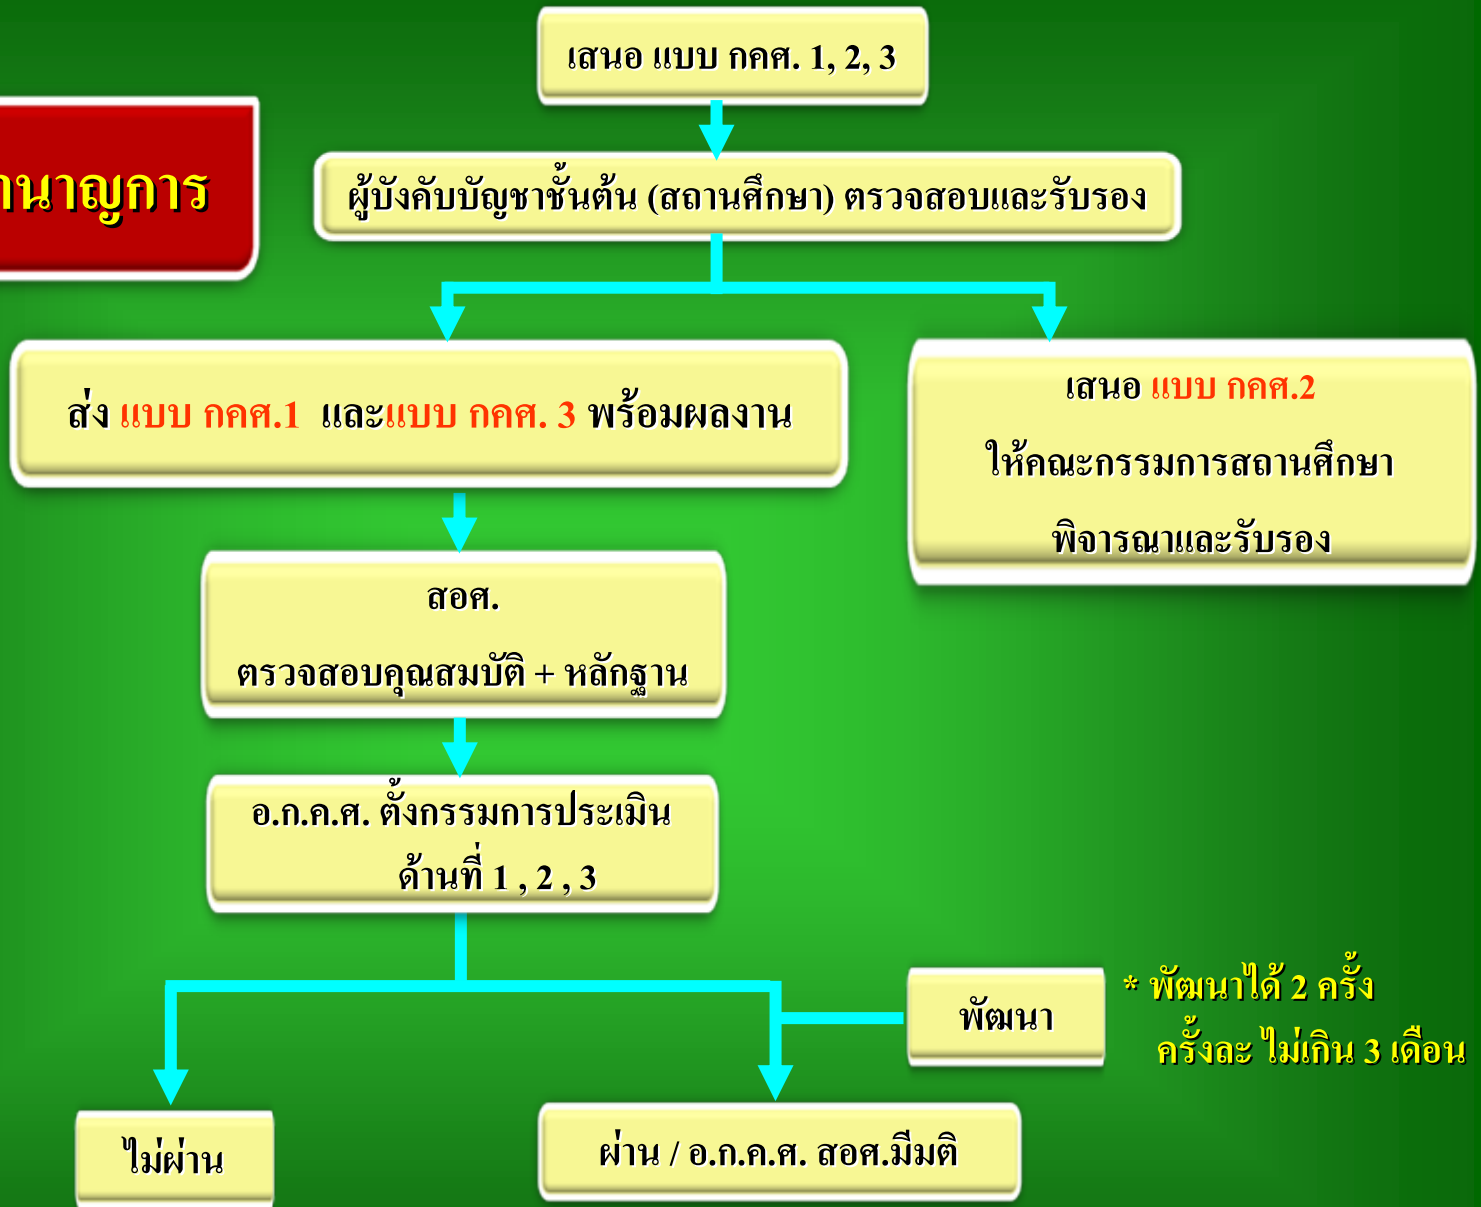 เสนอ แบบ กคศ. 1, 2, 3
นาญการ
ผู้บังคับบัญชาชั้นต้น (สถานศึกษา) ตรวจสอบและรับรอง
ส่ง แบบ กคศ.1 และแบบ กคศ. 3 พร้อมผลงาน
เสนอ แบบ กคศ.2
ให้คณะกรรมการสถานศึกษา
พิจารณาและรับรอง
สอศ.
ตรวจสอบคุณสมบัติ + หลักฐาน
อ.ก.ค.ศ. ตั้งกรรมการประเมิน
ด้านที่ 1 , 2 , 3
พัฒนา
* พัฒนาได้ 2 ครั้ง
ครั้งละ ไม่เกิน 3 เดือน
ไม่ผ่าน
ผ่าน / อ.ก.ค.ศ. สอศ.มีมติ